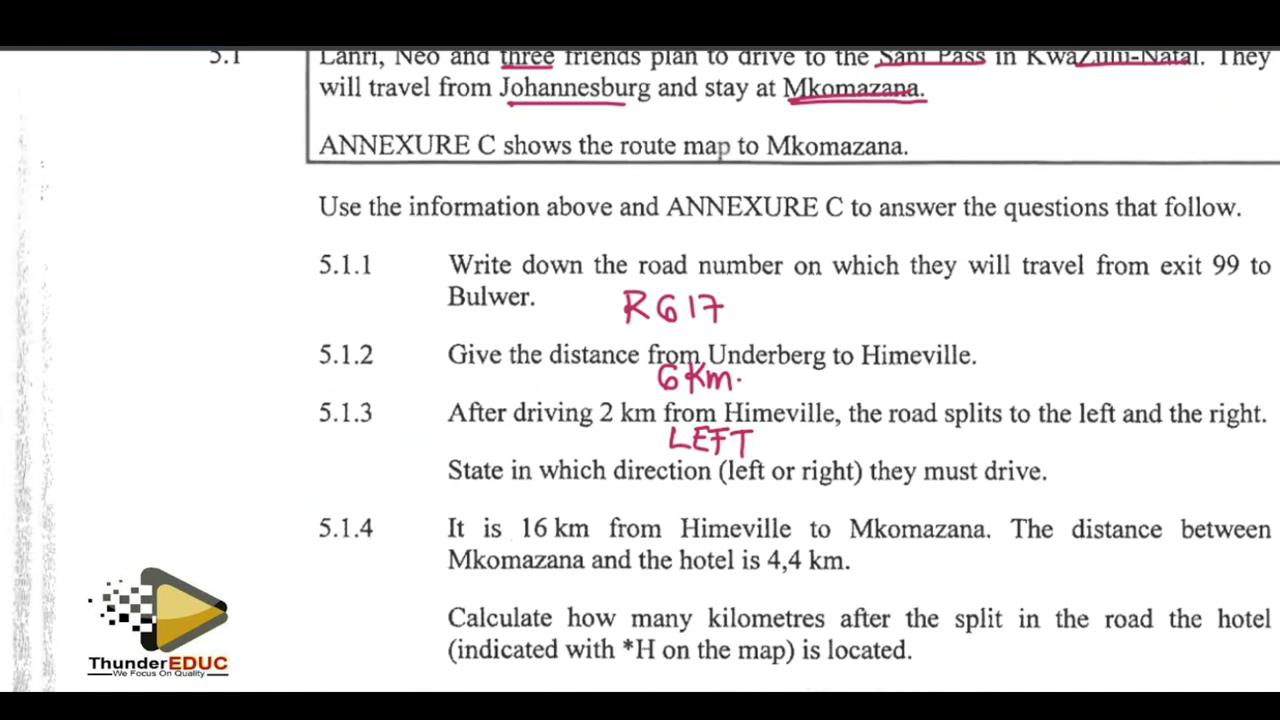 5.1 Lanri, Neo and three friends plan to drive to the Sani Pass in KwaZulu-Natal. They
will travel from Johannesburg and stay at Mkomazana.
ANNEXURE C shows the route map to Mkomazana.
Use the information above and ANNEXURE C to answer the questions that follow.
5.1.1 Write down the road number on which they will travel from exit 99 to
Bulwer. R617
5.1.2 Give the distance from Underberg to Himeville.
6 Km.
5.1.3 After driving 2 km from Himeville, the road splits to the left and the right.
LEFT
State in which direction (left or right) they must drive.
5.1.4 It is 16 km from Himeville to Mkomazana. The distance between
Mkomazana and the hotel is 4,4 km.
Calculate how many kilometres after the split in the road the hotel
(indicated with *H on the map) is located.
ThunderEDUC
We Focus On Quality